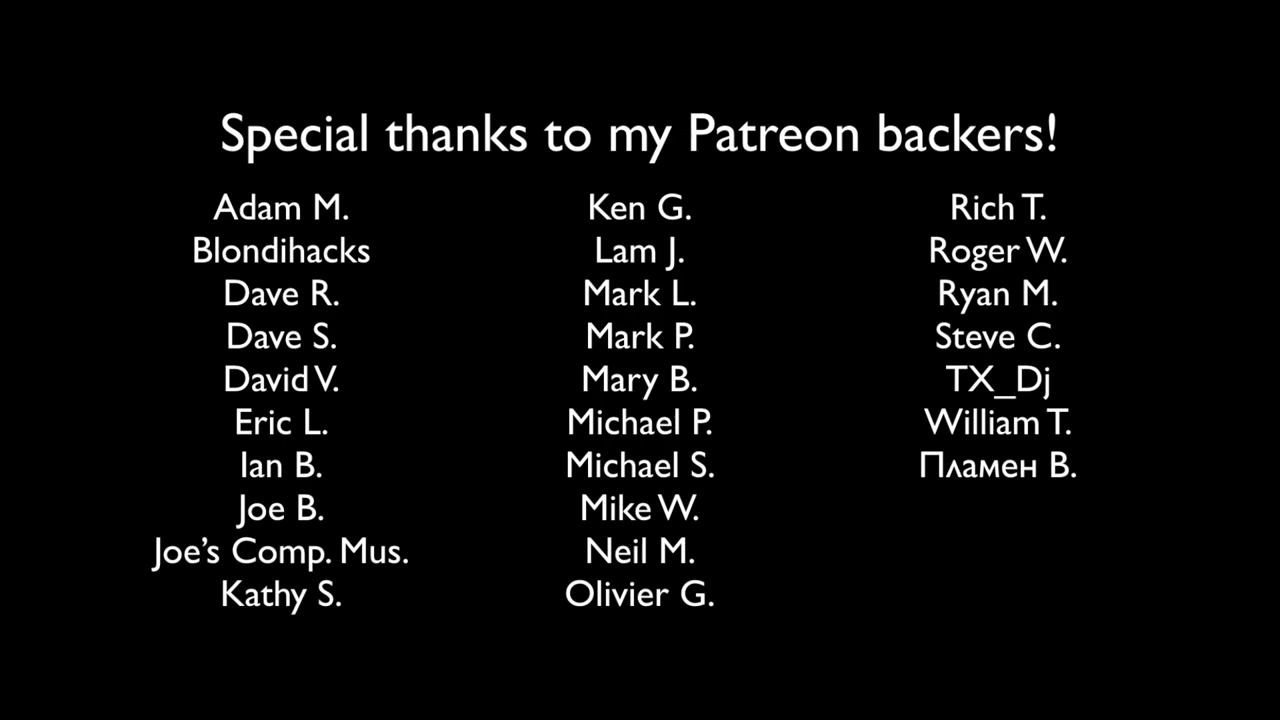 Special thanks to my Patreon backers!
Adam M.
Blondihacks
Dave R.
Dave S.
David V.
Eric L.
Ian B.
Joe B.
Joe’s Comp. Mus.
Kathy S.
Ken G.
Lam J.
Mark L.
Mark P.
Mary B.
Michael P.
Michael S.
Mike W.
Neil M.
Olivier G.
Rich T.
Roger W.
Ryan M.
Steve C.
TX_Dj
William T.
Пламен В.